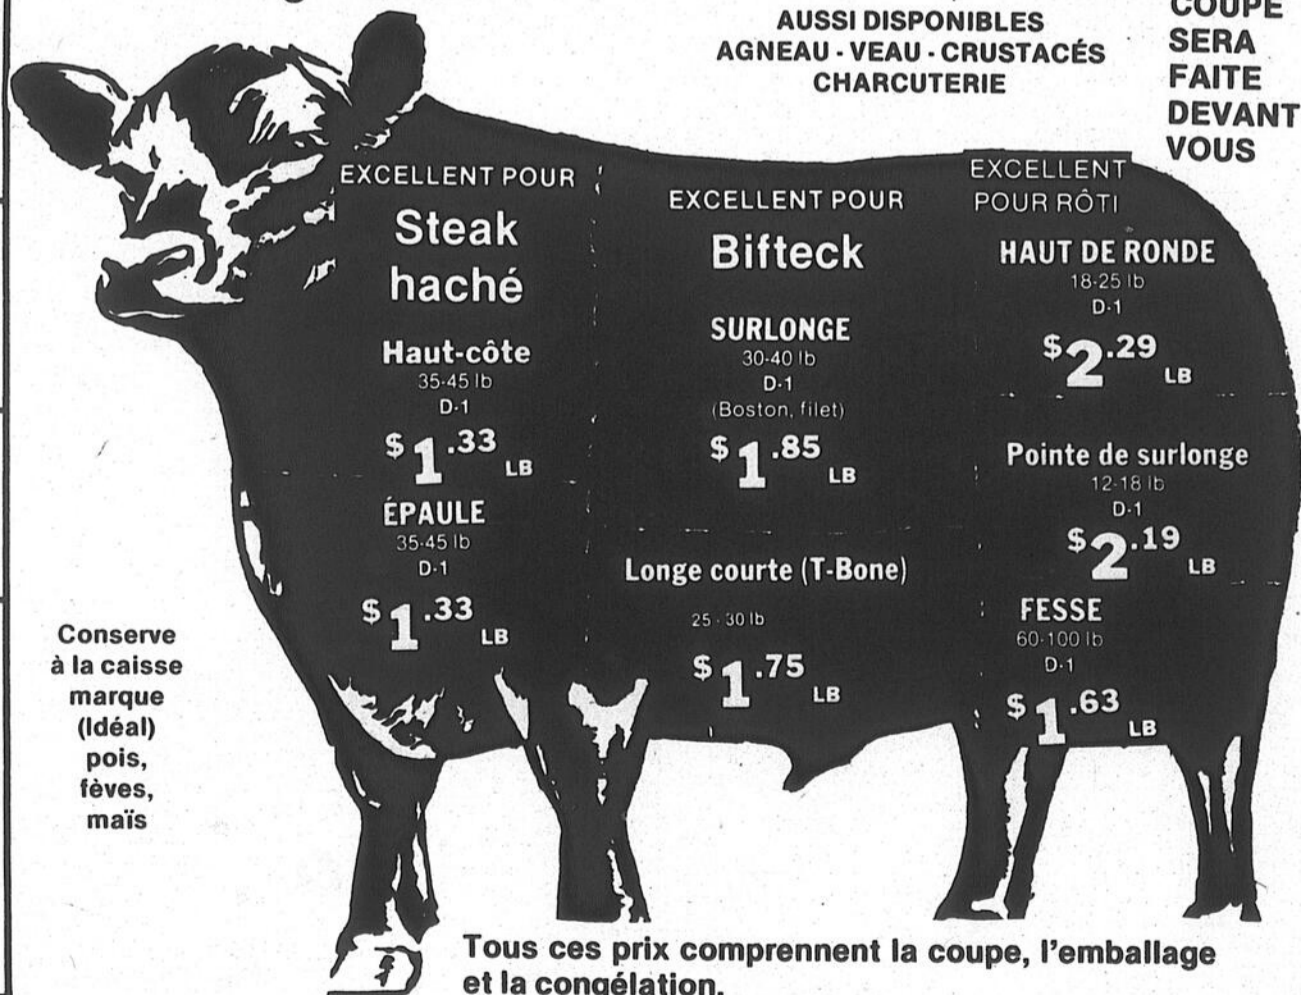 AUSSI DISPONIBLES
AGNEAU - VEAU - CRUSTACÉS
CHARCUTERIE
COUPE
SERA
FAITE
DEVANT
VOUS
EXCELLENT POUR
Steak
haché
Haut-côte
35-45 lb
D-1
$1.33 LB
ÉPAULE
35-45 lb
D-1
$1.33 LB
EXCELLENT POUR
Bifteck
SURLONGE
30-40 lb
D-1
(Boston, filet)
$1.85 LB
Longe courte (T-Bone)
25-30 lb
$1.75 LB
EXCELLENT
POUR RÔTI
HAUT DE RONDE
18-25 lb
D-1
$2.29 LB
Pointe de surlonge
12-18 lb
D-1
$2.19 LB
FESSE
60-100 lb
D-1
$1.63 LB
Conserve
à la caisse
marque
(Idéal)
pois,
fèves,
maïs
Tous ces prix comprennent la coupe, l'emballage
et la congélation.